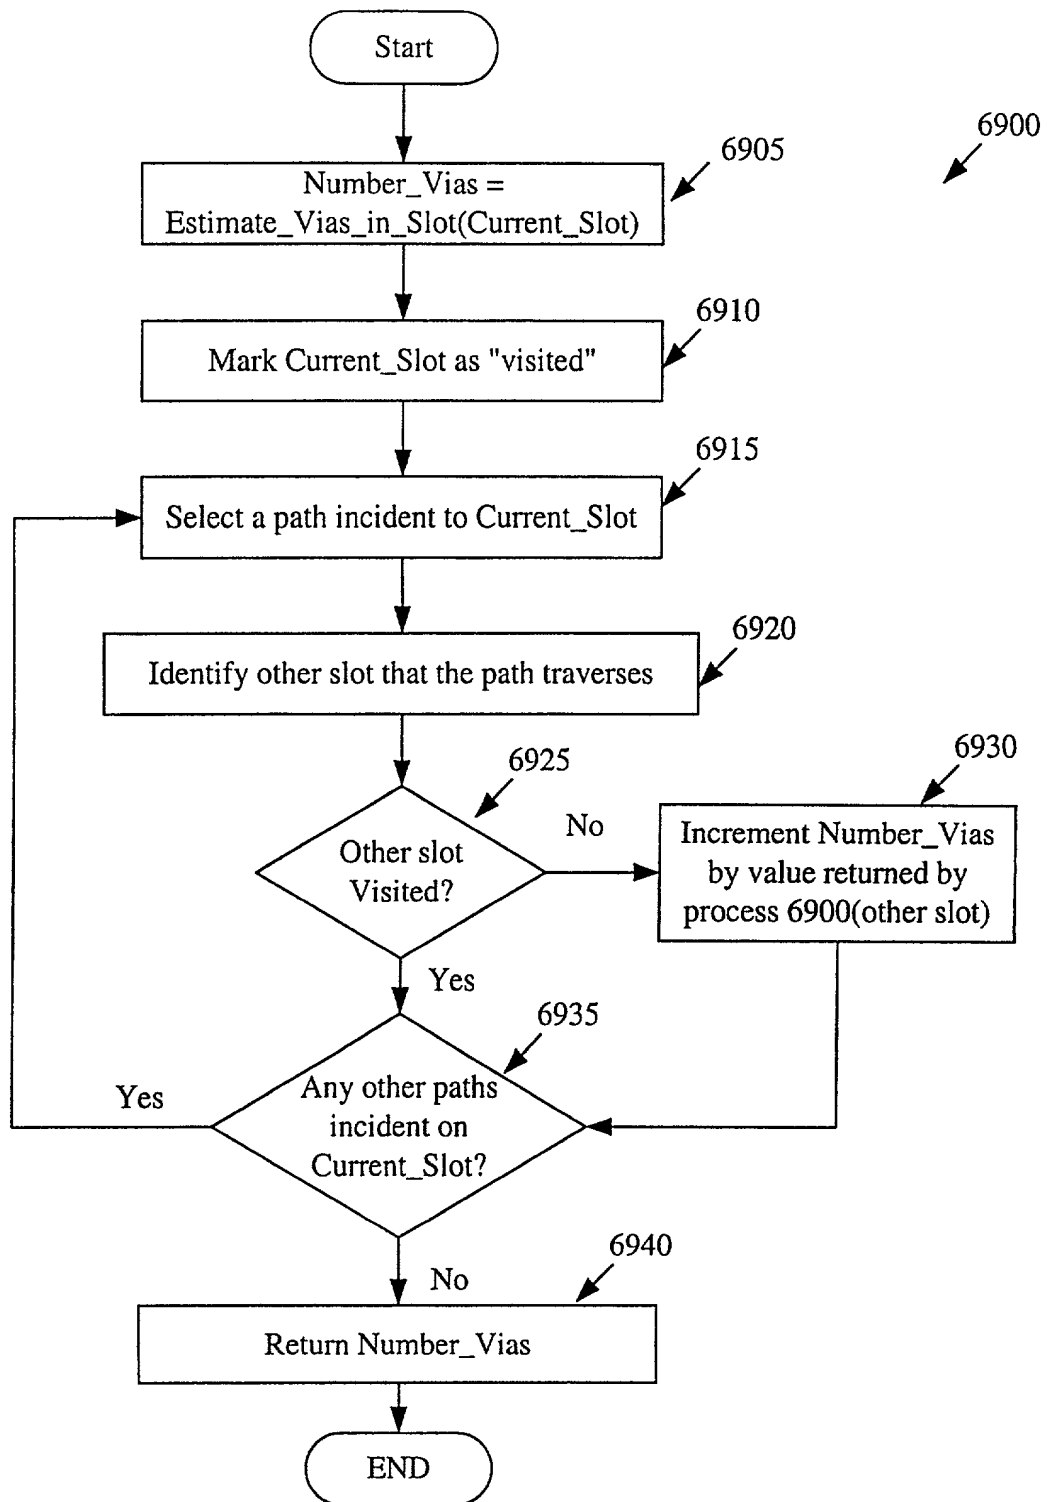 Start
6900
6905
Number_Vias =
Estimate_Vias_in_Slot(Current_Slot)
6910
Mark Current_Slot as "visited"
6915
Select a path incident to Current_Slot
6920
Identify other slot that the path traverses
6925
6930
Other slot
Visited?
No
Increment Number_Vias
by value returned by
process 6900(other slot)
Yes
6935
Yes
Any other paths
incident on
Current_Slot?
6940
No
Return Number_Vias
END